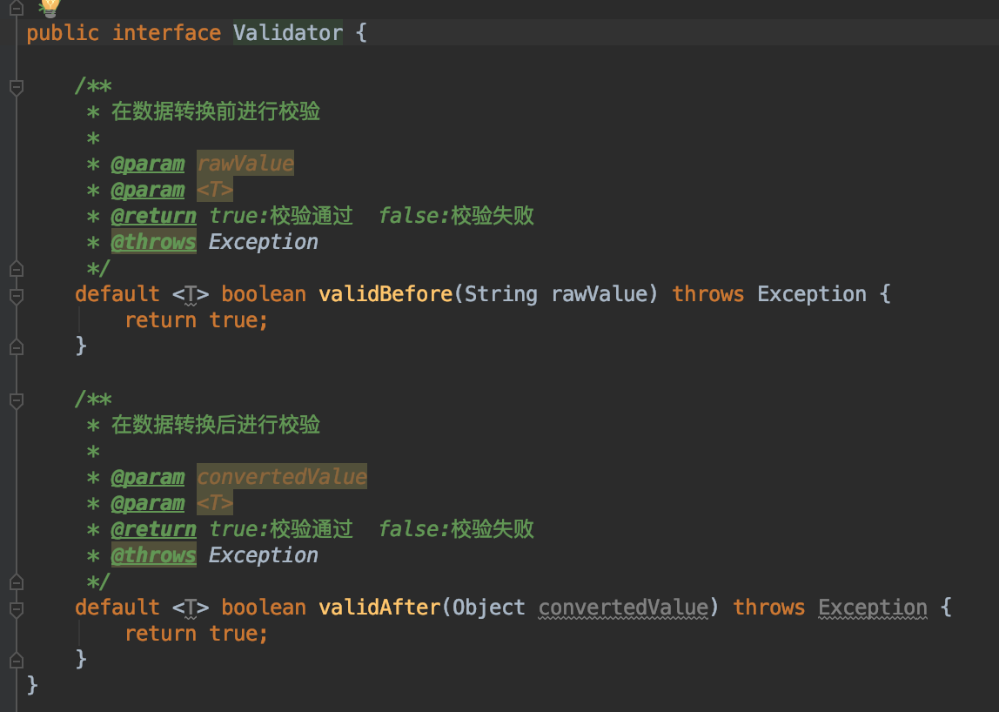 *
public interface Validator {
/**
* 在数据转换前进行校验
*
* @param rawValue
* @param <T>
* @return true:校验通过  false:校验失败
* @throws Exception
*/
default <T> boolean validBefore(String rawValue) throws Exception {
return true;
}
/**
* 在数据转换后进行校验
*
* @param convertedValue
* @param <T>
* @return true:校验通过  false:校验失败
* @throws Exception
*/
default <T> boolean validAfter(Object convertedValue) throws Exception {
return true;
}
}